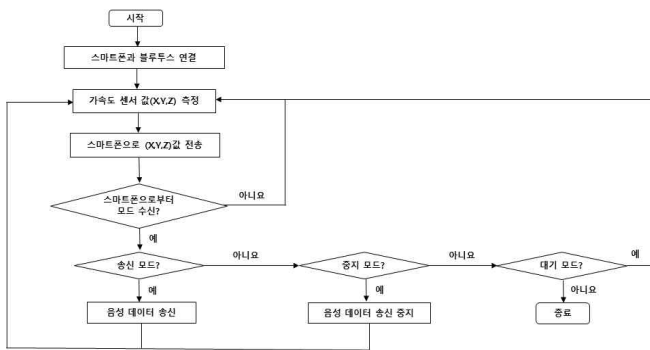 시작
스마트폰과 블루투스 연결
가속도 센서 값(X,Y,Z) 측정
스마트폰으로 (X,Y,Z)값 전송
스마트폰으로부터
모드 수신?
아니요
예
송신 모드?
아니요
중지 모드?
아니요
대기 모드?
예
예
예
아니요
음성 데이터 송신
음성 데이터 송신 중지
종료